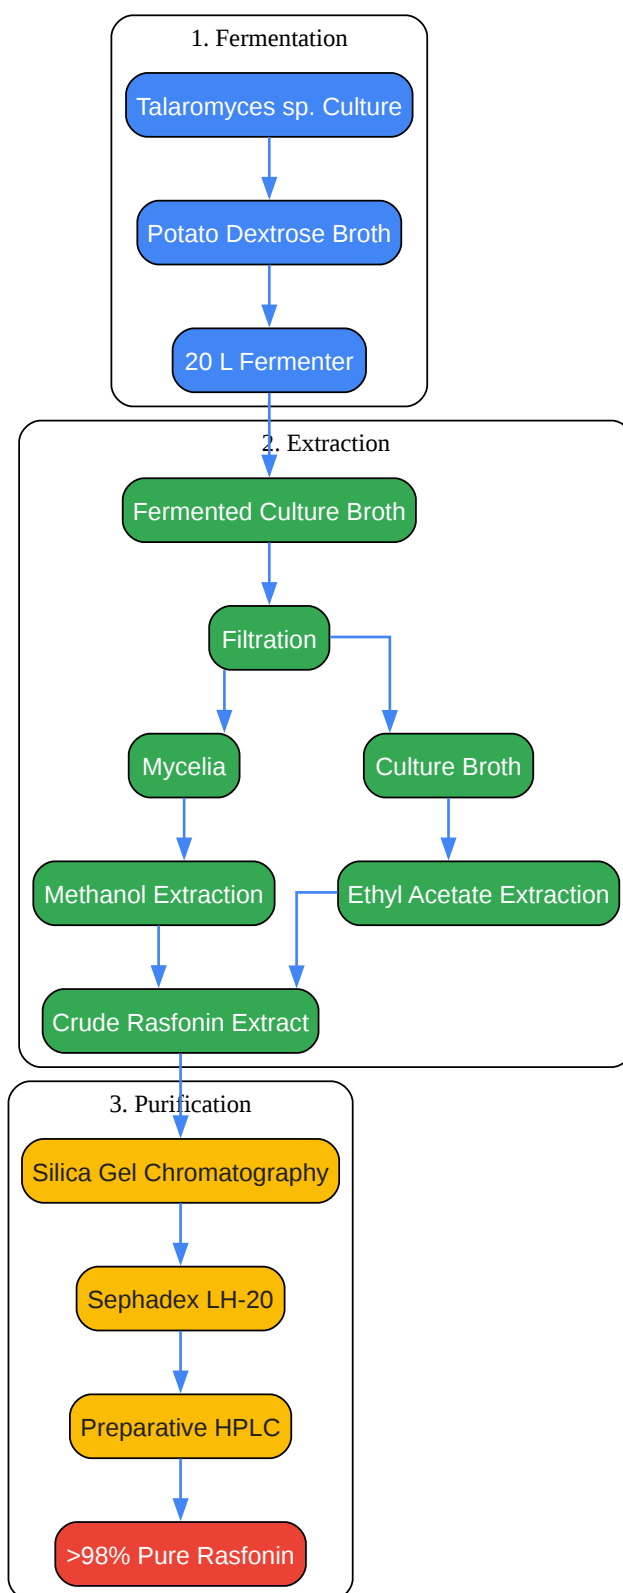 1. Fermentation
Talaromyces sp. Culture
Potato Dextrose Broth
20 L Fermenter
2. Extraction
Fermented Culture Broth
Filtration
Mycelia
Culture Broth
Methanol Extraction
Ethyl Acetate Extraction
Crude Rasfonin Extract
3. Purification
Silica Gel Chromatography
Sephadex LH-20
Preparative HPLC
>98% Pure Rasfonin